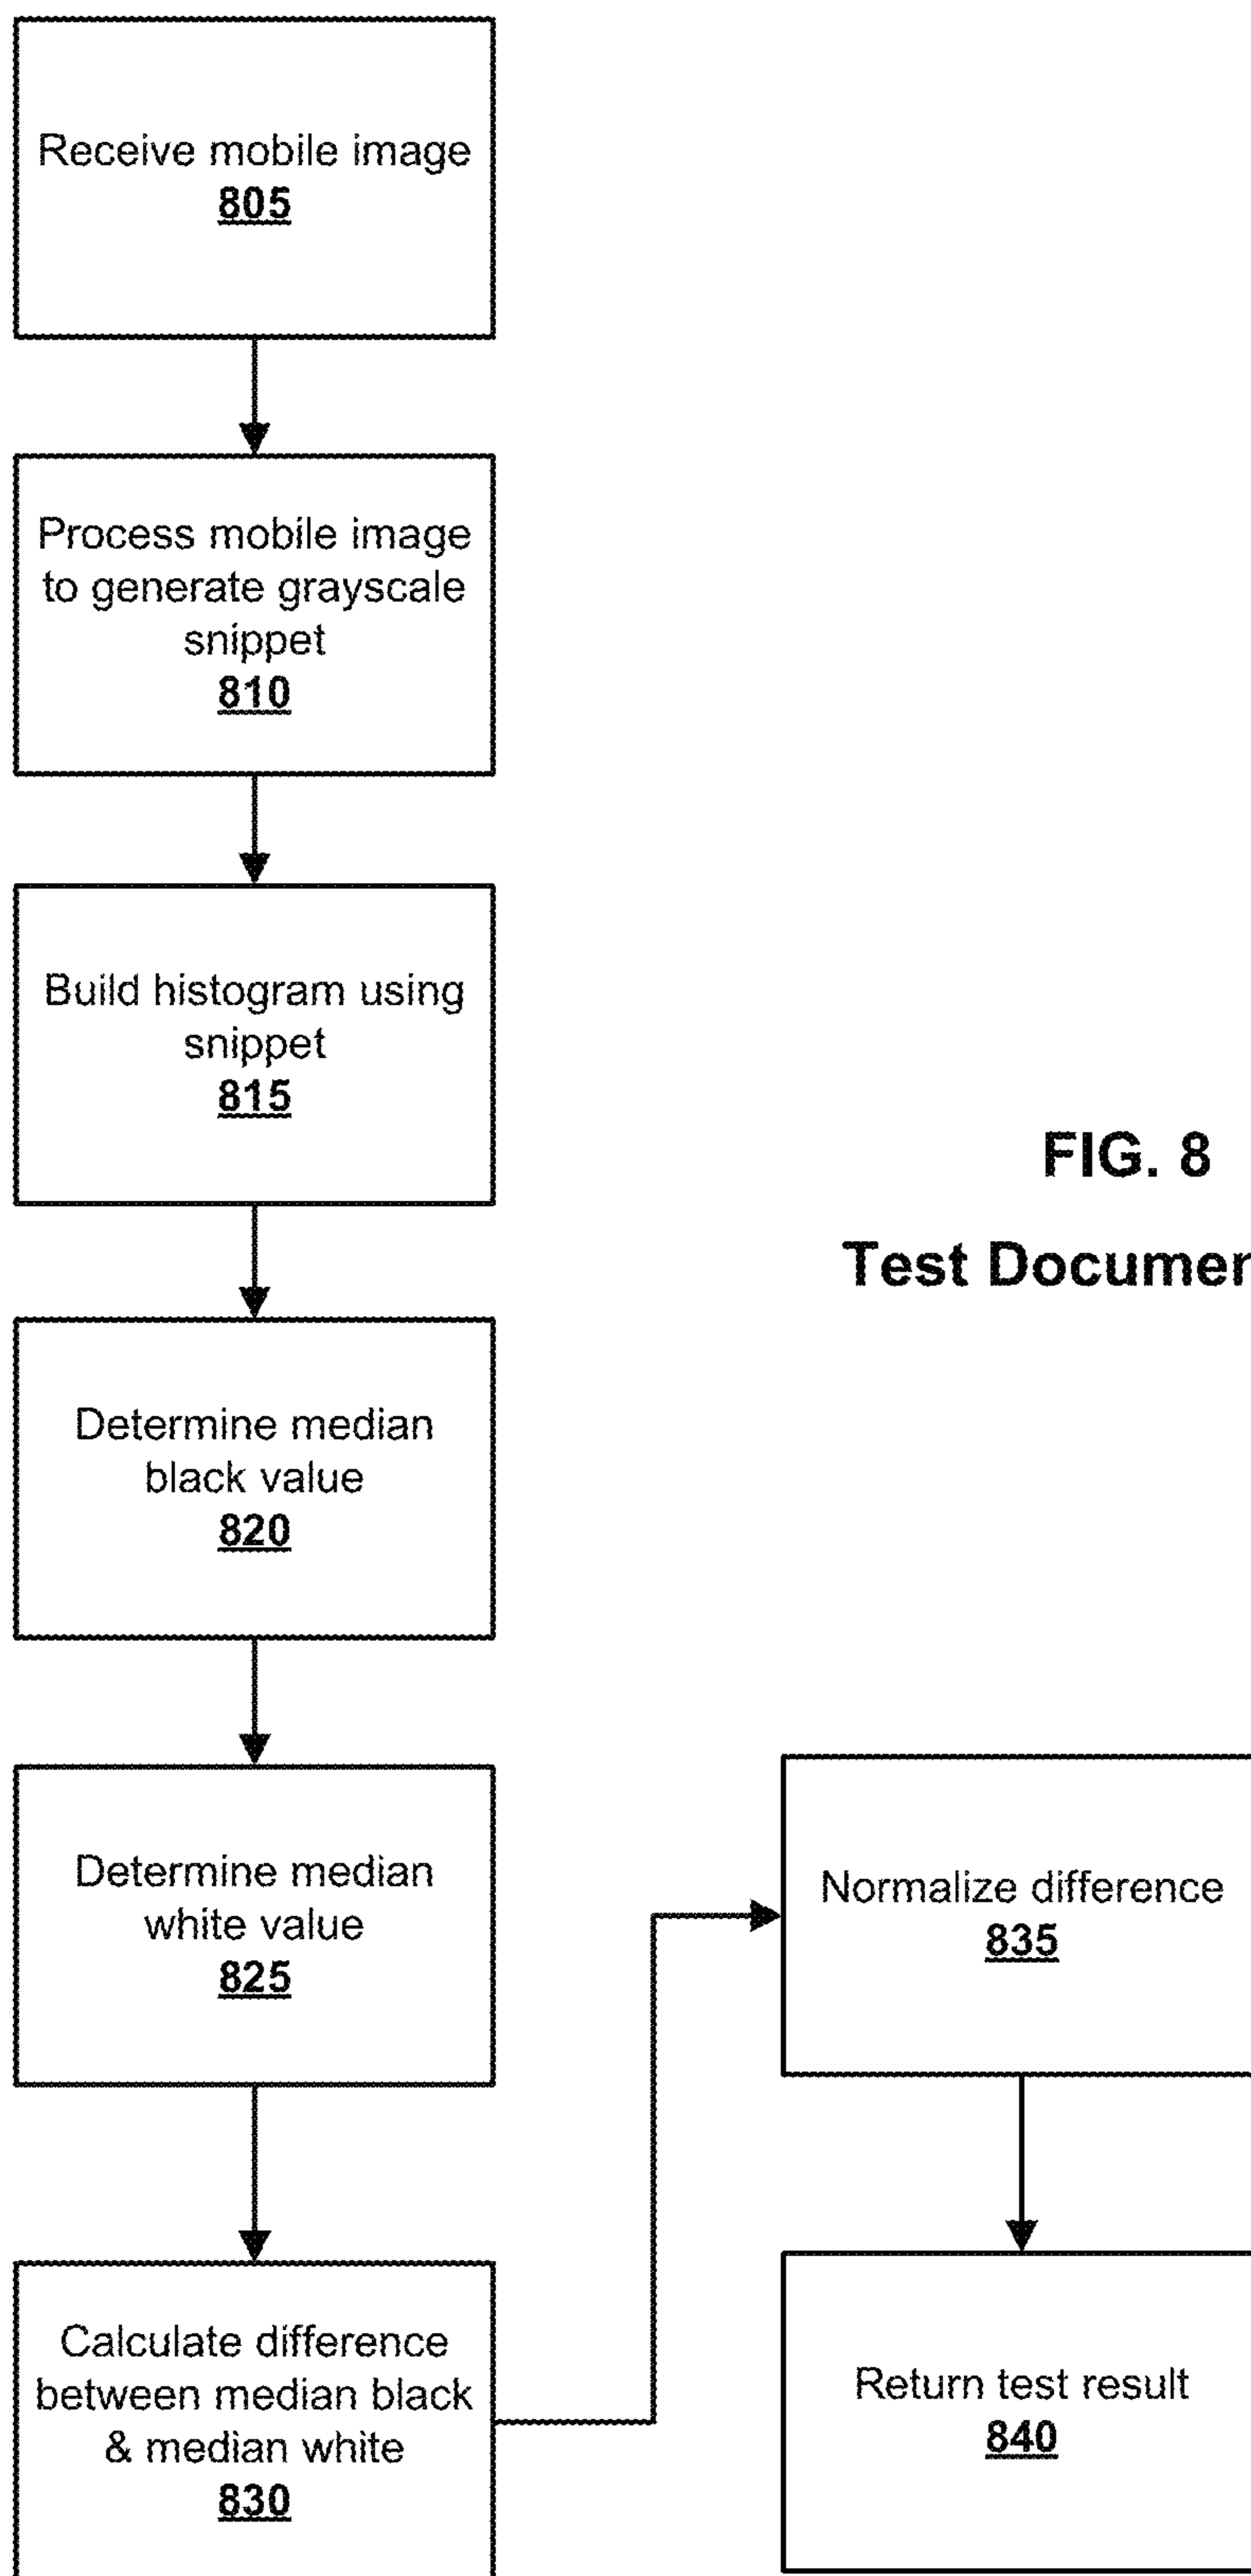 Receive mobile image
805
Process mobile image
to generate grayscale
snippet
810
Build histogram using
snippet
815
FIG. 8
Test
Determine median
black value
820
Determine median
white value
825
Calculate difference
between median black
& median white
830
Normalize difference
835
Return test result
840